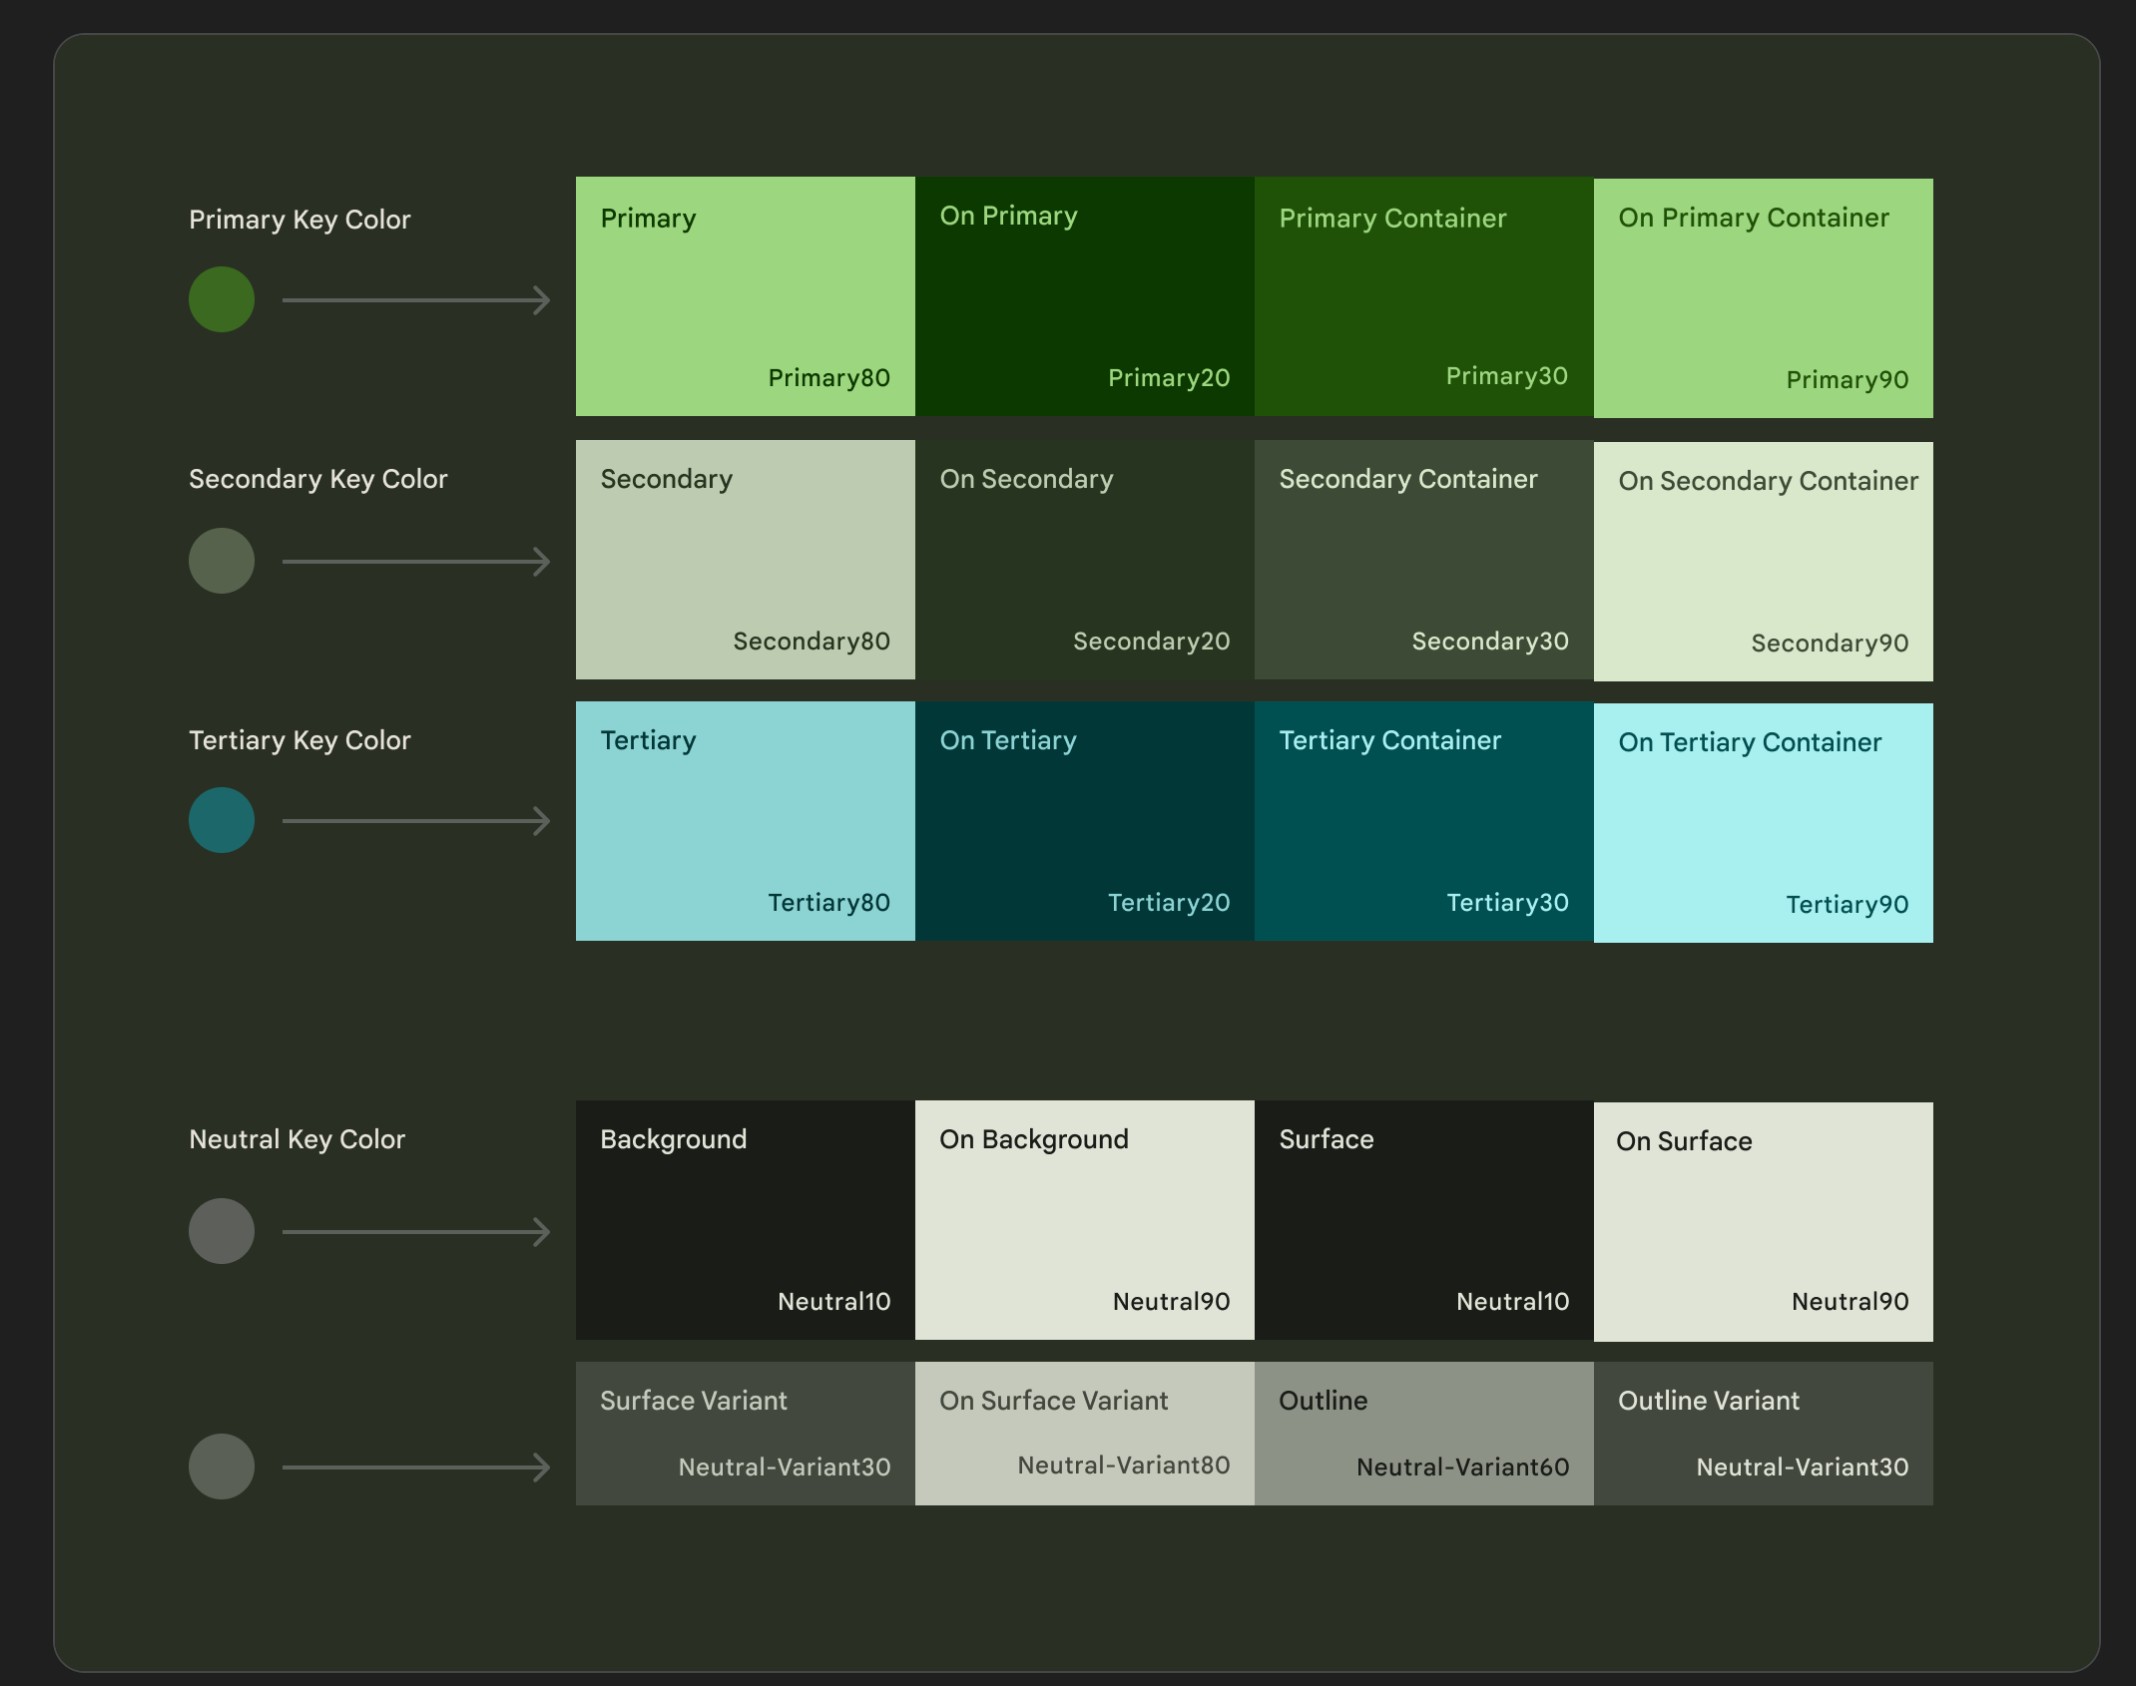 Primary Key Color
Primary
On Primary
Primary Container
On Primary Container
Primary80
Primary20
Primary30
Primary90
Secondary Key Color
Secondary
On Secondary
Secondary Container
On Secondary Container
Secondary80
Secondary20
Secondary30
Secondary90
Tertiary Key Color
Tertiary
On Tertiary
Tertiary Container
On Tertiary Container
Tertiary80
Tertiary20
Tertiary30
Tertiary90
Neutral Key Color
Background
On Background
Surface
On Surface
Neutral10
Neutral90
Neutral10
Neutral90
Surface Variant
On Surface Variant
Outline
Outline Variant
Neutral-Variant30
Neutral-Variant80
Neutral-Variant60
Neutral-Variant30